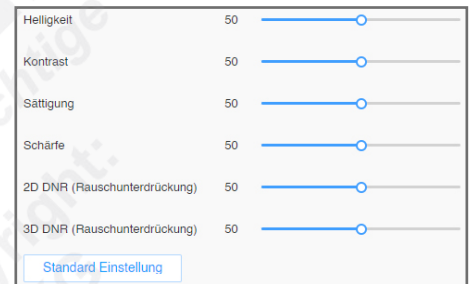 Helligkeit 50
Kontrast 50
Sättigung 50
Schärfe 50
2D DNR (Rauschunterdrückung) 50
3D DNR (Rauschunterdrückung) 50
Standard Einstellung